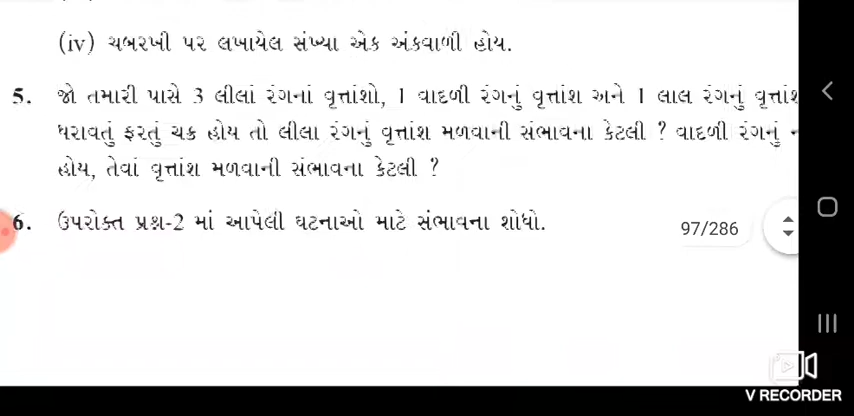 (iv) ચબરખી પર લખાયેલ સંખ્યા એક અંકવાળી હોય.
5. જો તમારી પાસે 3 લીલાં રંગનાં વૃત્તાંશો, 1 વાદળી રંગનું વૃત્તાંશ અને 1 લાલ રંગનું વૃત્તાંશ
ધરાવતું ફરતું ચક્ર હોય તો લીલા રંગનું વૃત્તાંશ મળવાની સંભાવના કેટલી ? વાદળી રંગનું ન
હોય, તેવાં વૃત્તાંશ મળવાની સંભાવના કેટલી ?
6. ઉપરોક્ત પ્રશ્ન-2 માં આપેલી ઘટનાઓ માટે સંભાવના શોધો.
97/286
V RECORDER